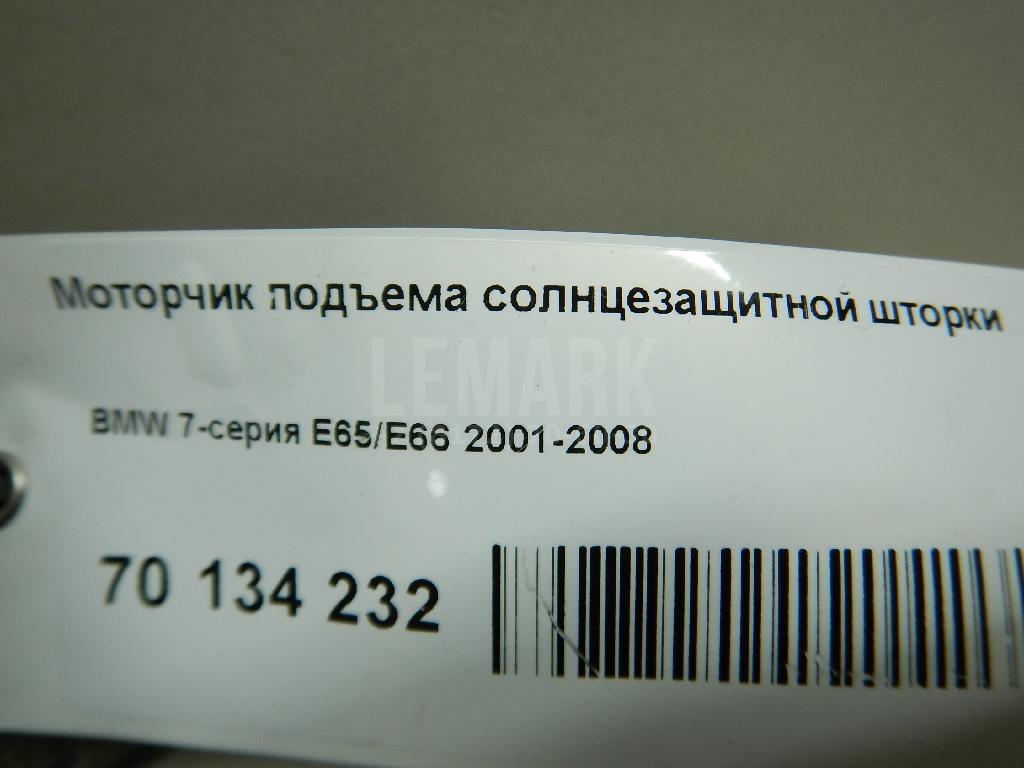 Моторчик подъема солнцезащитной шторки
LEMARK
BMW 7-серия E65/E66 2001-2008
70 134 232